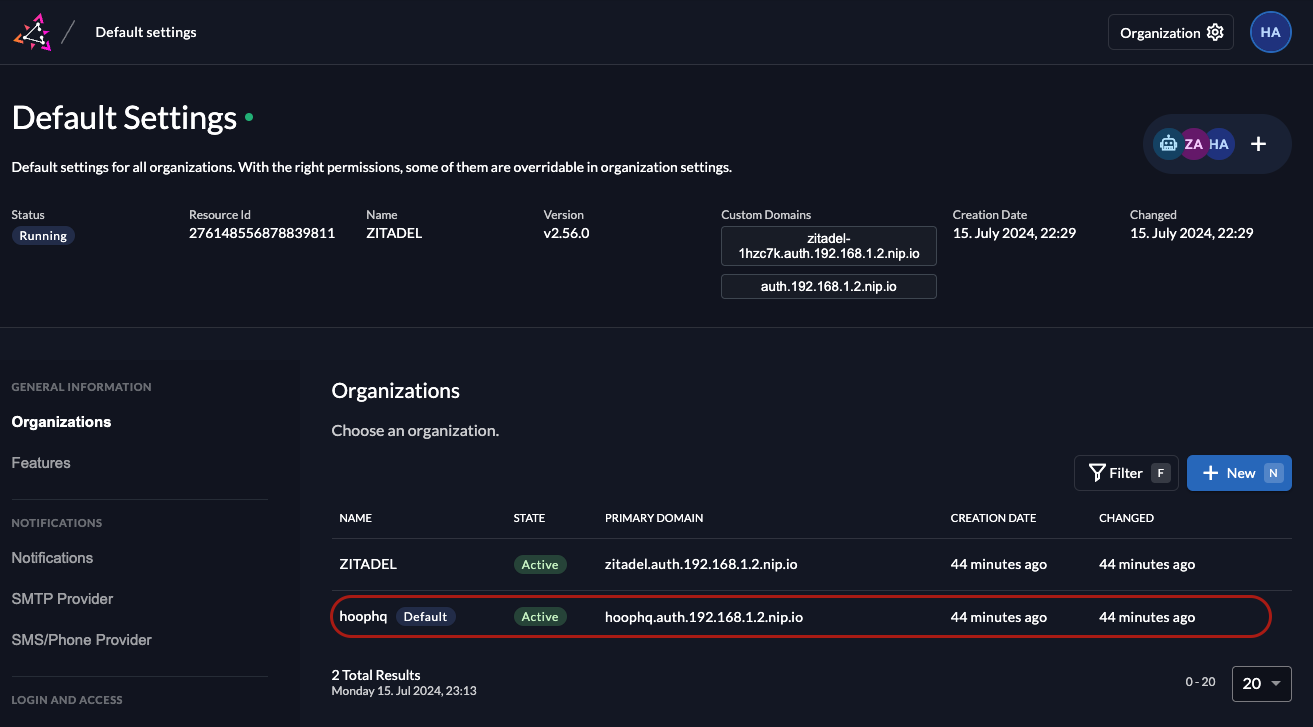 Default settings
Organization
HA
Default Settings
ZA HA
Default settings for all organizations. With the right permissions, some of them are overridable in organization settings.
Status Resource Id Name Version Custom Domains Creation Date Changed
Running 276148556878839811 ZITADEL v2.56.0 zitadel- 15. July 2024, 22:29 15. July 2024, 22:29
1hzc7k.auth.192.168.1.2.nip.io
auth.192.168.1.2.nip.io
GENERAL INFORMATION
Organizations
Features
NOTIFICATIONS
Notifications
SMTP Provider
SMS/Phone Provider
LOGIN AND ACCESS
Organizations
Choose an organization.
Filter F New N
NAME STATE PRIMARY DOMAIN CREATION DATE CHANGED
ZITADEL Active zitadel.auth.192.168.1.2.nip.io 44 minutes ago 44 minutes ago
hoophq Default Active hoophq.auth.192.168.1.2.nip.io 44 minutes ago 44 minutes ago
2 Total Results
Monday 15. Jul 2024, 23:13
0 - 20 20